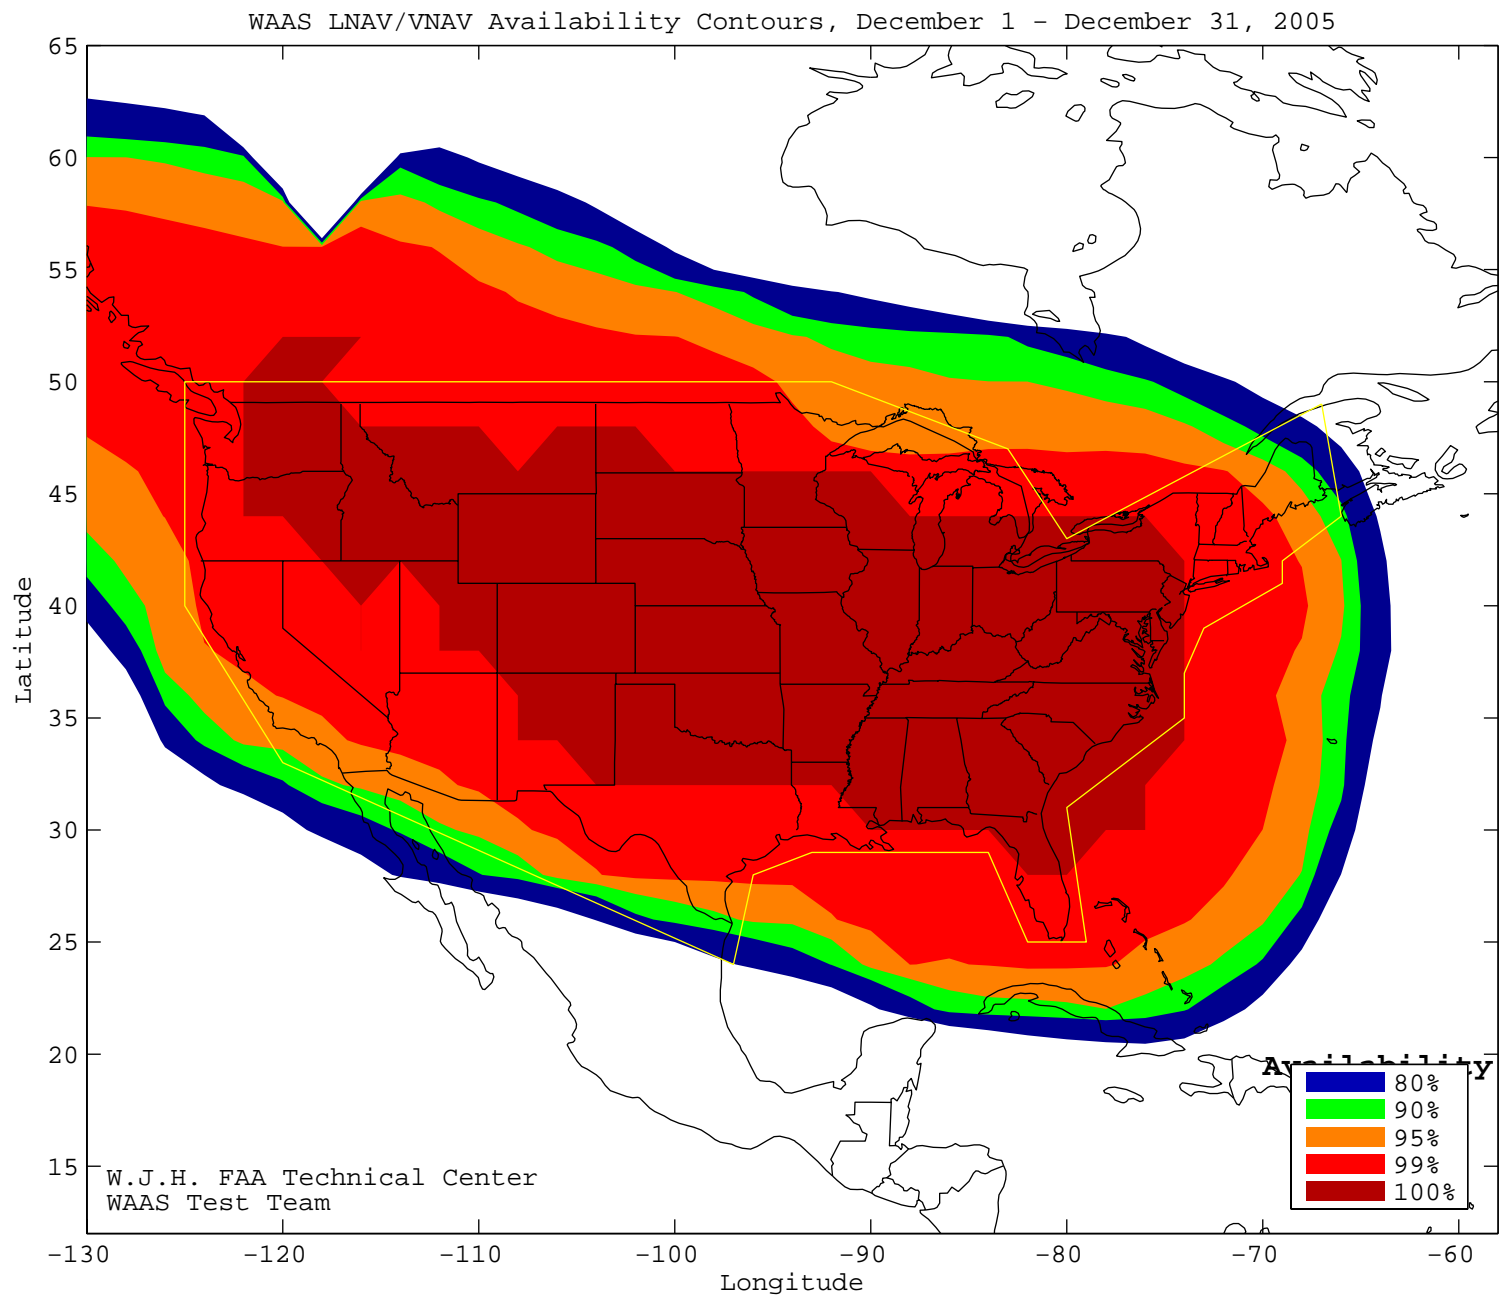 WAAS LNAV/VNAV Availability Contours, December 1 - December 31, 2005
65
60
55
50
45
40
35
30
25
20
15
Latitude
-130 -120 -110 -100 -90 -80 -70 -60
Longitude
W.J.H. FAA Technical Center
WAAS Test Team
Availability
80%
90%
95%
99%
100%